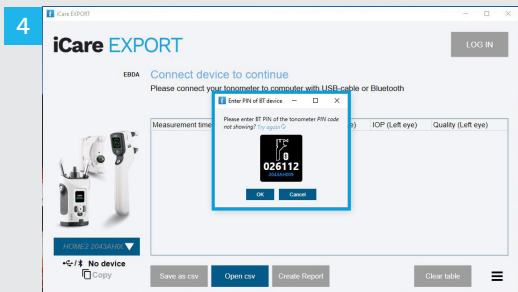 4
iCare EXPORT
iCare EXPORT
LOG IN
EBDA
Connect device to continue
Please connect your tonometer to computer with USB-cable or Bluetooth
Enter PIN of BT device
Please enter BT PIN of the tonometer PIN code
not showing? Try again
026112
2043AH009
OK Cancel
Measurement time
IOP (Left eye) Quality (Left eye)
HOME2 2043AH0
No device
Copy
Save as csv Open csv Create Report Clear table